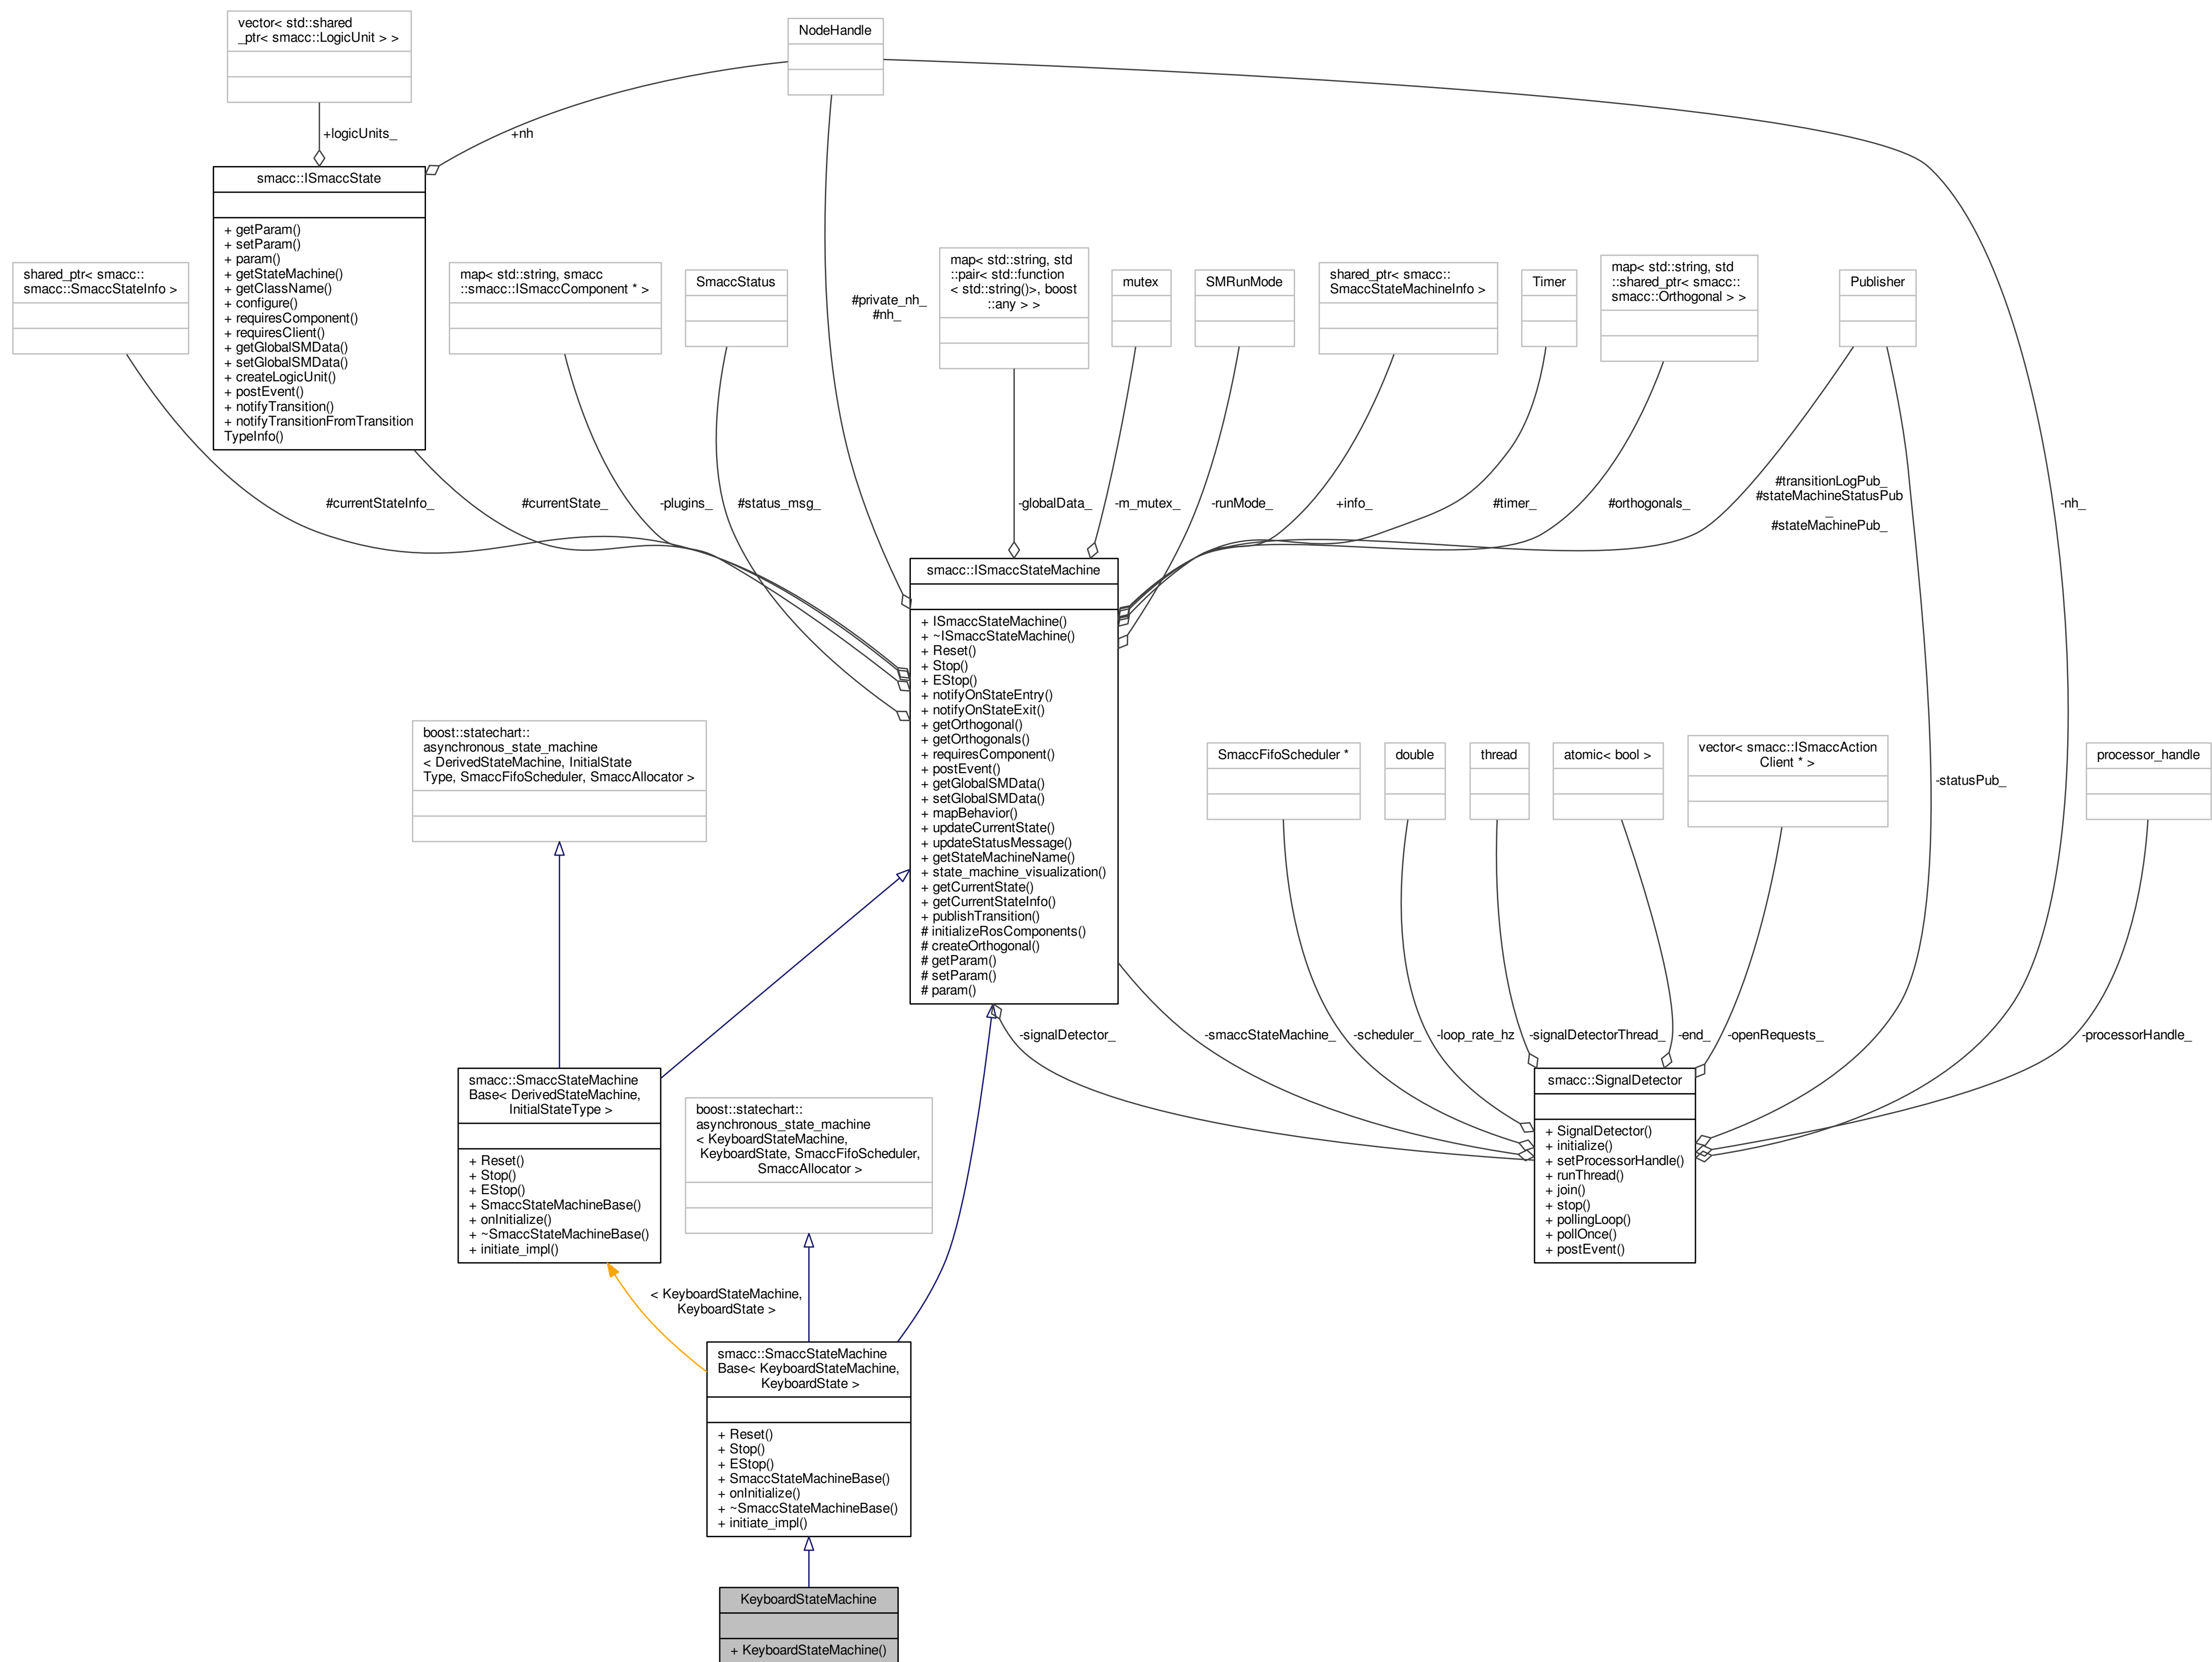 vector< std::shared
_ptr< smacc::LogicUnit > >
NodeHandle
+logicUnits_
+nh
smacc::ISmaccState
+ getParam()
+ setParam()
+ param()
+ getStateMachine()
+ getClassName()
+ configure()
+ requiresComponent()
+ requiresClient()
+ getGlobalSMData()
+ setGlobalSMData()
+ createLogicUnit()
+ postEvent()
+ notifyTransition()
+ notifyTransitionFromTransition
TypeInfo()
shared_ptr< smacc::
smacc::SmaccStateInfo >
map< std::string, smacc
::smacc::ISmaccComponent * >
SmaccStatus
#private_nh_
#nh_
map< std::string, std
::pair< std::function
< std::string()>, boost
::any > >
mutex
SMRunMode
shared_ptr< smacc::
SmaccStateMachineInfo >
Timer
map< std::string, std
::shared_ptr< smacc::
smacc::Orthogonal > >
Publisher
#currentStateInfo_
#currentState_
-plugins_
#status_msg_
-globalData_
-m_mutex_
-runMode_
+info_
#timer_
#orthogonals_
#transitionLogPub_
#stateMachineStatusPub
_
#stateMachinePub_
-nh_
smacc::ISmaccStateMachine
+ ISmaccStateMachine()
+ ~ISmaccStateMachine()
+ Reset()
+ Stop()
+ EStop()
+ notifyOnStateEntry()
+ notifyOnStateExit()
+ getOrthogonal()
+ getOrthogonals()
+ requiresComponent()
+ postEvent()
+ getGlobalSMData()
+ setGlobalSMData()
+ mapBehavior()
+ updateCurrentState()
+ updateStatusMessage()
+ getStateMachineName()
+ state_machine_visualization()
+ getCurrentState()
+ getCurrentStateInfo()
+ publishTransition()
# initializeRosComponents()
# createOrthogonal()
# getParam()
# setParam()
# param()
boost::statechart::
asynchronous_state_machine
< DerivedStateMachine, InitialState
Type, SmaccFifoScheduler, SmaccAllocator >
SmaccFifoScheduler *
double
thread
atomic< bool >
vector< smacc::ISmaccAction
Client * >
-statusPub_
processor_handle
-signalDetector_
-smaccStateMachine_
-scheduler_
-loop_rate_hz
-signalDetectorThread_
-end_
-openRequests_
-processorHandle_
smacc::SmaccStateMachine
Base< DerivedStateMachine,
InitialStateType >
+ Reset()
+ Stop()
+ EStop()
+ SmaccStateMachineBase()
+ onInitialize()
+ ~SmaccStateMachineBase()
+ initiate_impl()
boost::statechart::
asynchronous_state_machine
< KeyboardStateMachine,
KeyboardState, SmaccFifoScheduler,
SmaccAllocator >
smacc::SignalDetector
+ SignalDetector()
+ initialize()
+ setProcessorHandle()
+ runThread()
+ join()
+ stop()
+ pollingLoop()
+ pollOnce()
+ postEvent()
< KeyboardStateMachine,
KeyboardState >
smacc::SmaccStateMachine
Base< KeyboardStateMachine,
KeyboardState >
+ Reset()
+ Stop()
+ EStop()
+ SmaccStateMachineBase()
+ onInitialize()
+ ~SmaccStateMachineBase()
+ initiate_impl()
KeyboardStateMachine
+ KeyboardStateMachine()